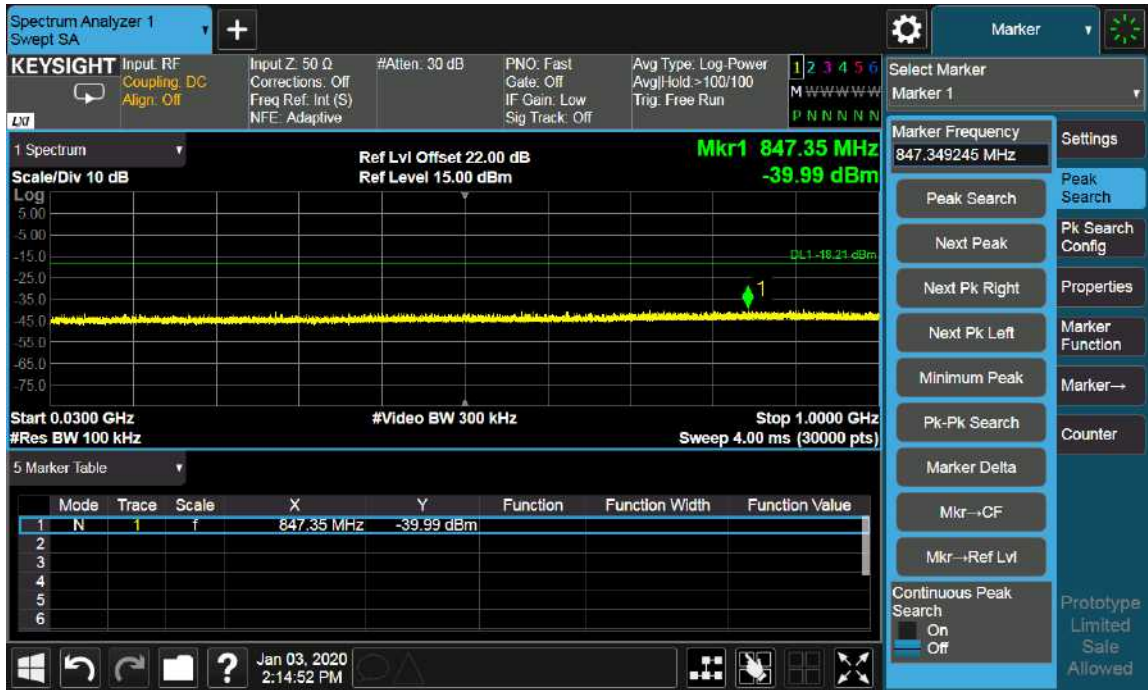 Spectrum Analyzer 1
Swept SA
+
Marker
KEYSIGHT
Input: RF
Coupling: DC
Align: Off
Input Z: 50 Ω
Corrections: Off
Freq Ref: Int (S)
NFE: Adaptive
#Atten: 30 dB
PNO: Fast
Gate: Off
IF Gain: Low
Sig Track: Off
Avg Type: Log-Power
Avg|Hold:>100/100
Trig: Free Run
1 2 3 4 5 6
M W W W W W
P N N N N N
LXI
Select Marker
Marker 1
1 Spectrum
Scale/Div 10 dB
Ref Lvl Offset 22.00 dB
Ref Level 15.00 dBm
Mkr1 847.35 MHz
-39.99 dBm
Log
5.00
-5.00
-15.0
-25.0
-35.0
-45.0
-55.0
-65.0
-75.0
DL1 -18.21 dBm
1
Start 0.0300 GHz
#Res BW 100 kHz
#Video BW 300 kHz
Stop 1.0000 GHz
Sweep 4.00 ms (30000 pts)
5 Marker Table
Mode Trace Scale X Y Function Function Width Function Value
1 N 1 f 847.35 MHz -39.99 dBm
2
3
4
5
6
Marker Frequency
847.349245 MHz
Peak Search
Next Peak
Next Pk Right
Next Pk Left
Minimum Peak
Pk-Pk Search
Marker Delta
Mkr→CF
Mkr→Ref Lvl
Continuous Peak
Search
On
Off
Settings
Peak
Search
Pk Search
Config
Properties
Marker
Function
Marker→
Counter
Prototype
Limited
Sale
Allowed
?
Jan 03, 2020
2:14:52 PM